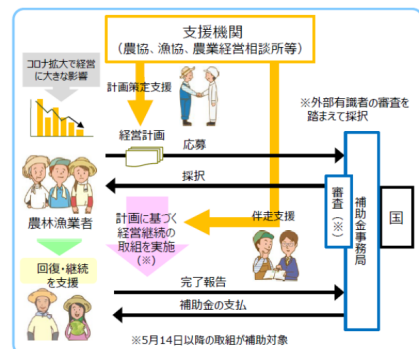 支援機関
（農協、漁協、農業経営相談所等）
コロナ拡大で経営
に大きな影響
計画策定支援
※外部有識者の審査を
踏まえて採択
経営計画
応募
採択
農林漁業者
計画に基づく
経営継続の
取組を実施
（※）
伴走支援
審査（※）
補助金事務局
国
回復・継続
を支援
完了報告
補助金の支払
※5月14日以降の取組が補助対象